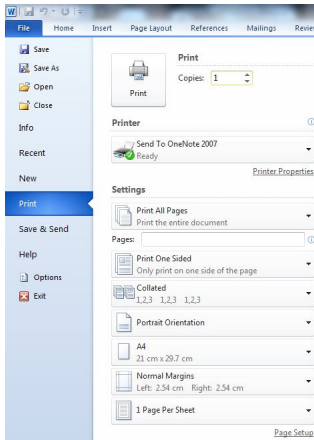 W
File Home Insert Page Layout References Mailings Review
Save
Save As
Open
Close
Info
Recent
New
Print
Save & Send
Help
Options
Exit
Print
Copies: 1
Print
Printer
Send To OneNote 2007
Ready
Printer Properties
Settings
Print All Pages
Print the entire document
Pages:
Print One Sided
Only print on one side of the page
Collated
1,2,3 1,2,3 1,2,3
Portrait Orientation
A4
21 cm x 29.7 cm
Normal Margins
Left: 2.54 cm Right: 2.54 cm
1 Page Per Sheet
Page Setup